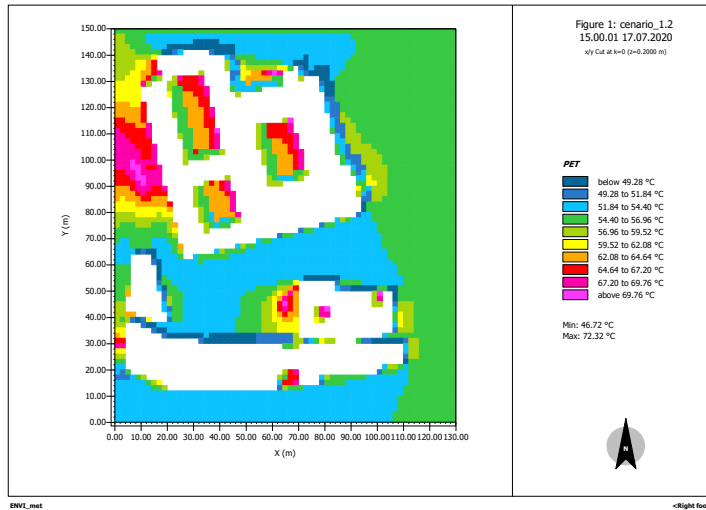 Figure 1: cenario_1.2
15.00.01 17.07.2020
x/y Cut at k=0 (z=0.2000 m)
150.00
140.00
130.00
120.00
110.00
100.00
90.00
80.00
70.00
60.00
50.00
40.00
30.00
20.00
10.00
0.00
Y (m)
0.00 10.00 20.00 30.00 40.00 50.00 60.00 70.00 80.00 90.00 100.00 110.00 120.00 130.00
X (m)
PET
below 49.28 °C
49.28 to 51.84 °C
51.84 to 54.40 °C
54.40 to 56.96 °C
56.96 to 59.52 °C
59.52 to 62.08 °C
62.08 to 64.64 °C
64.64 to 67.20 °C
67.20 to 69.76 °C
above 69.76 °C
Min: 46.72 °C
Max: 72.32 °C
N
ENVI_met
<Right foo